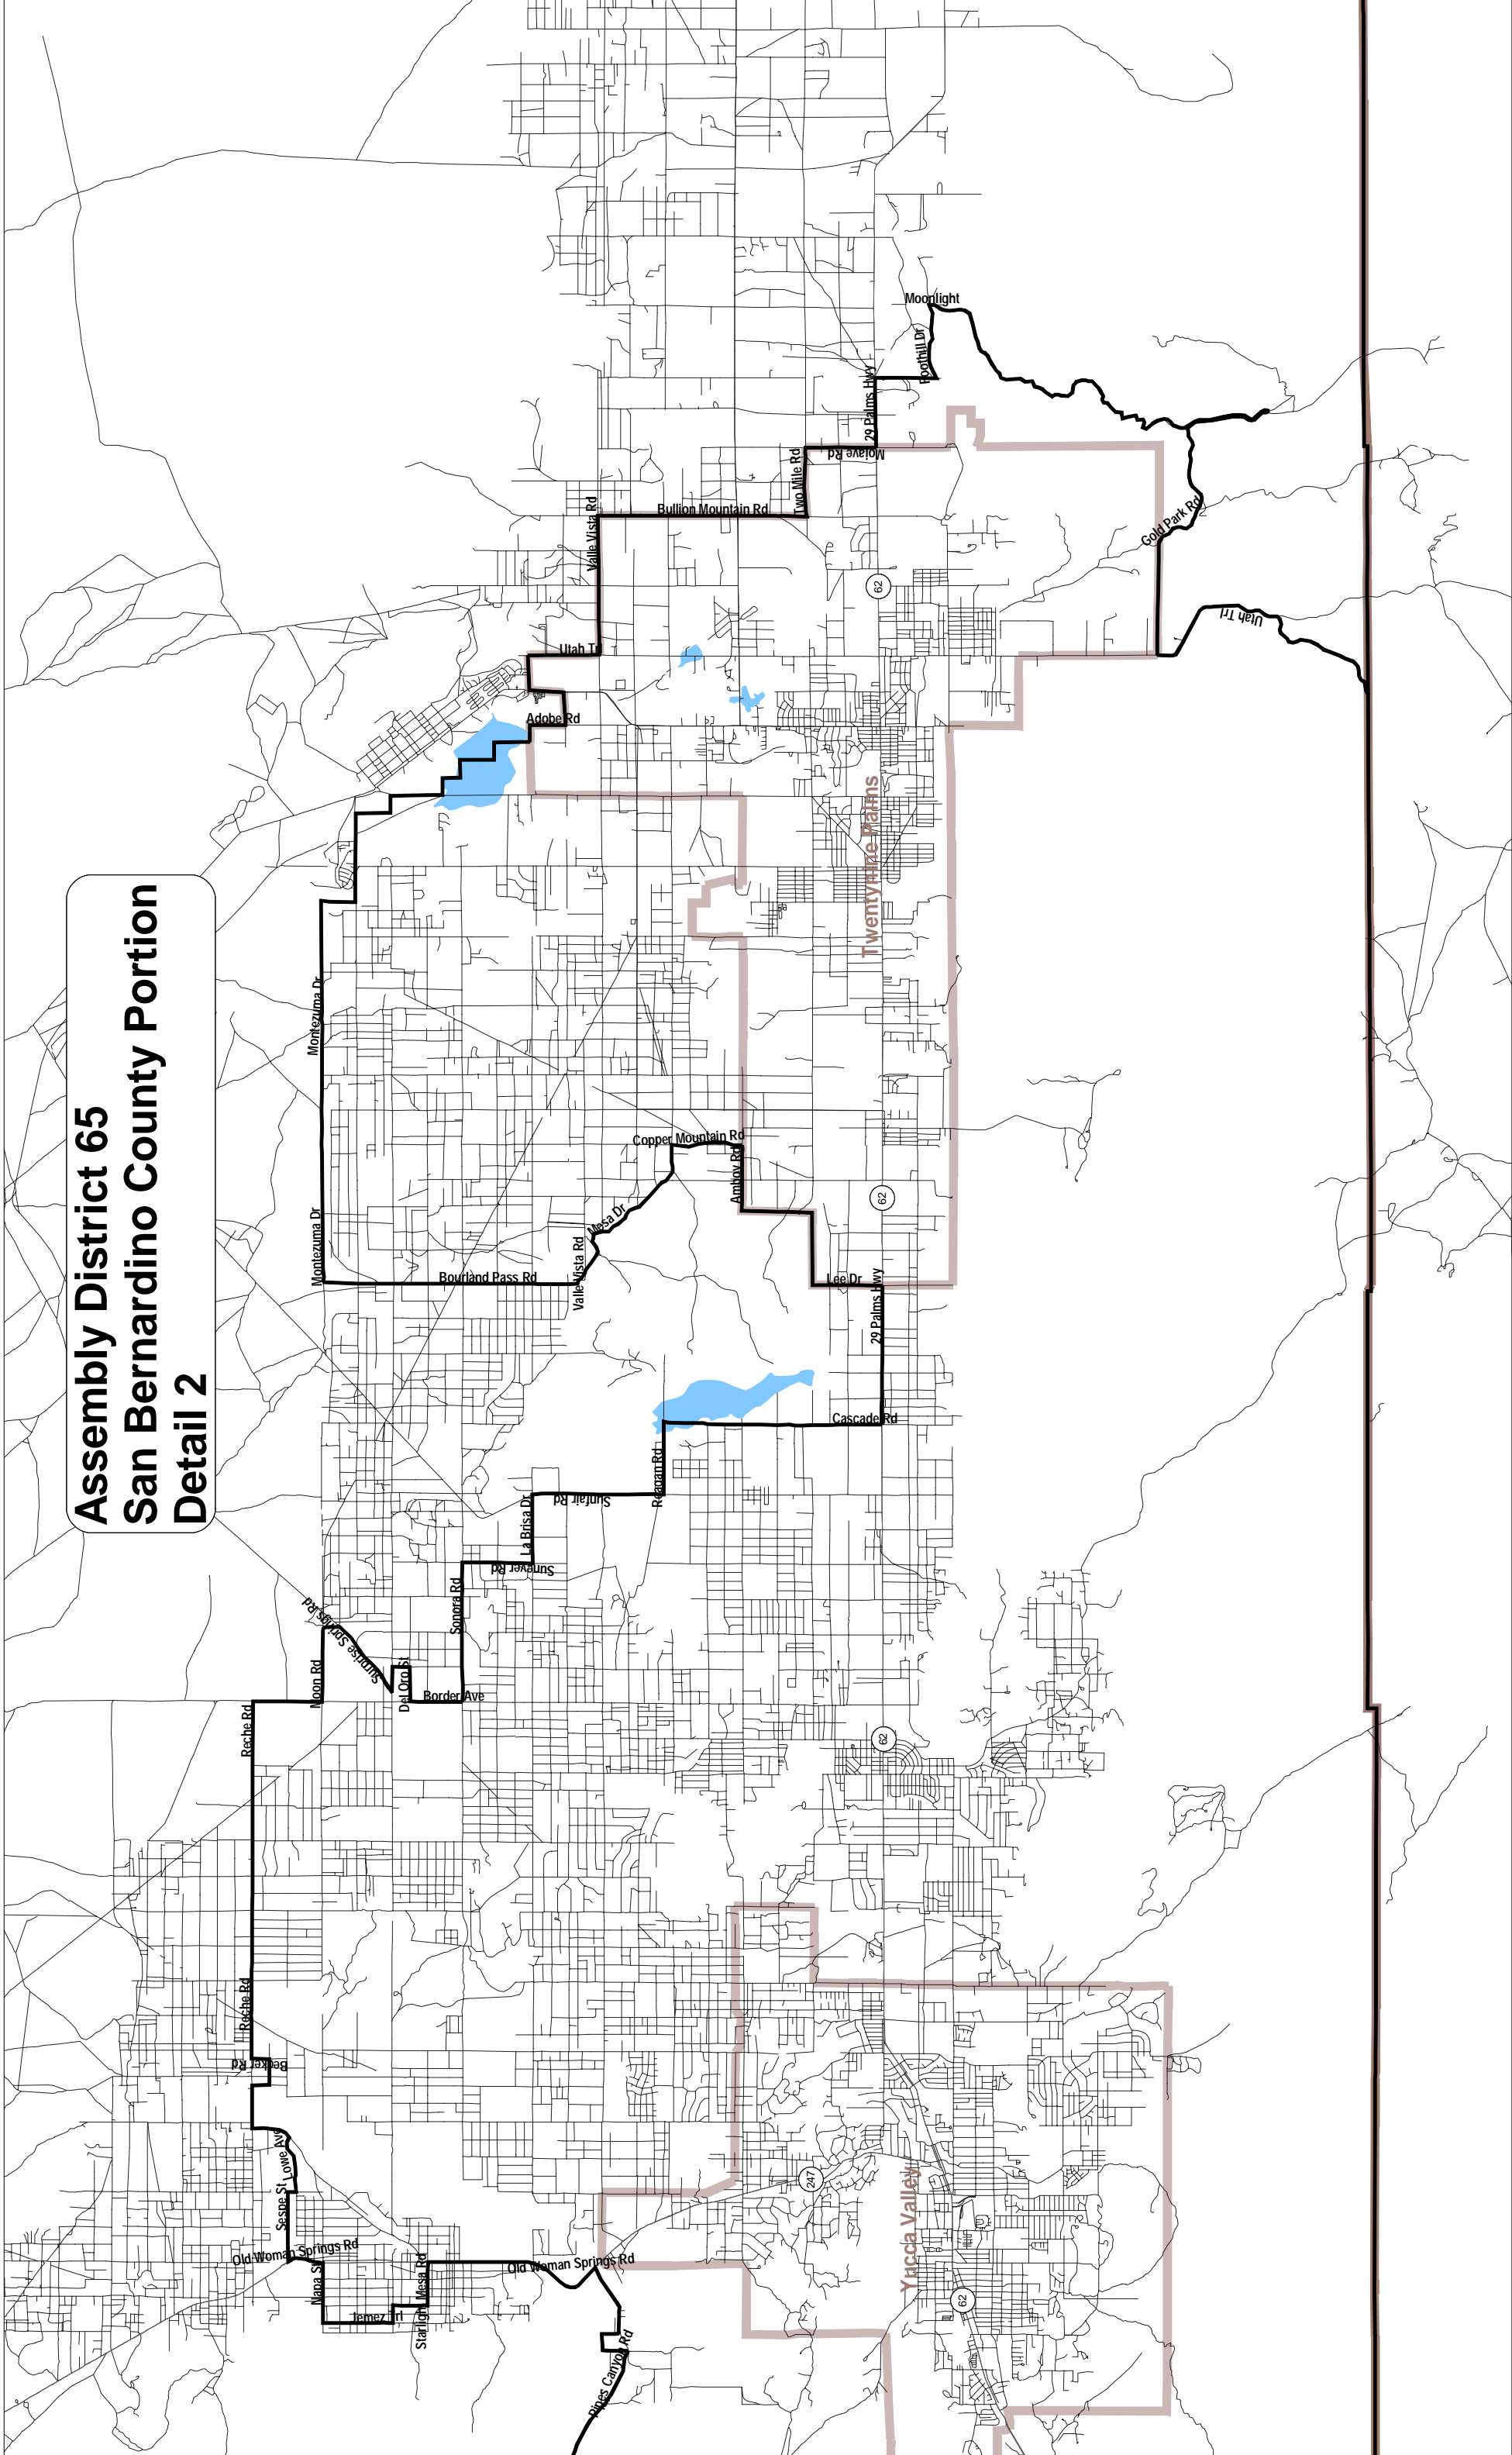 Assembly District 65
San Bernardino County Portion
Detail 2
Moonlight
Foothill Dr
29 Palms Hwy
Mojave Rd
Two Mile Rd
Bullion Mountain Rd
Valle Vista Rd
Gold Park Rd
62
Utah Trl
Utah Trl
Adobe Rd
Twentynine Palms
Montezuma Dr
Copper Mountain Rd
Amboy Rd
62
Mesa Dr
Montezuma Dr
Valle Vista Rd
Bourland Pass Rd
Lee Dr
29 Palms Hwy
Cascade Rd
Reagan Rd
Sunfair Rd
La Brisa Dr
Sunever Rd
Sonora Rd
Surprise Springs Rd
Moon Rd
Del Oro St
Border Ave
Reche Rd
62
Reche Rd
Becker Rd
Lowe Ave
Sespe St
247
Yucca Valley
Old Woman Springs Rd
Napa St
Old Woman Springs Rd
Starlight Mesa Rd
Jemez Trl
62
Pipes Canyon Rd